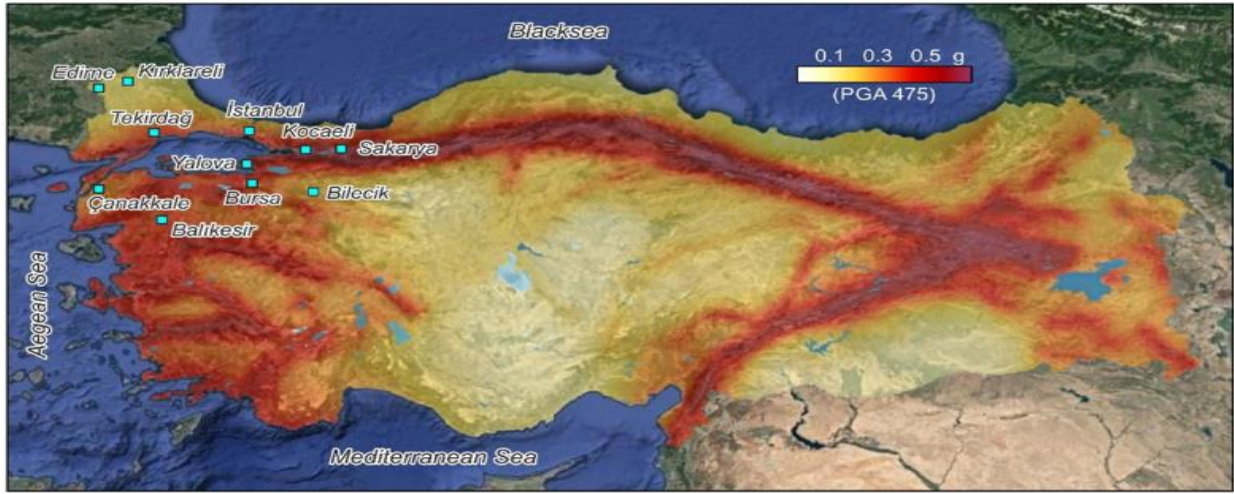 Blacksea
0.1 0.3 0.5 g
(PGA 475)
Edirne
Kırklareli
Tekirdağ
İstanbul
Kocaeli
Sakarya
Yalova
Çanakkale
Bursa
Bilecik
Balıkesir
Aegean Sea
Mediterranean Sea